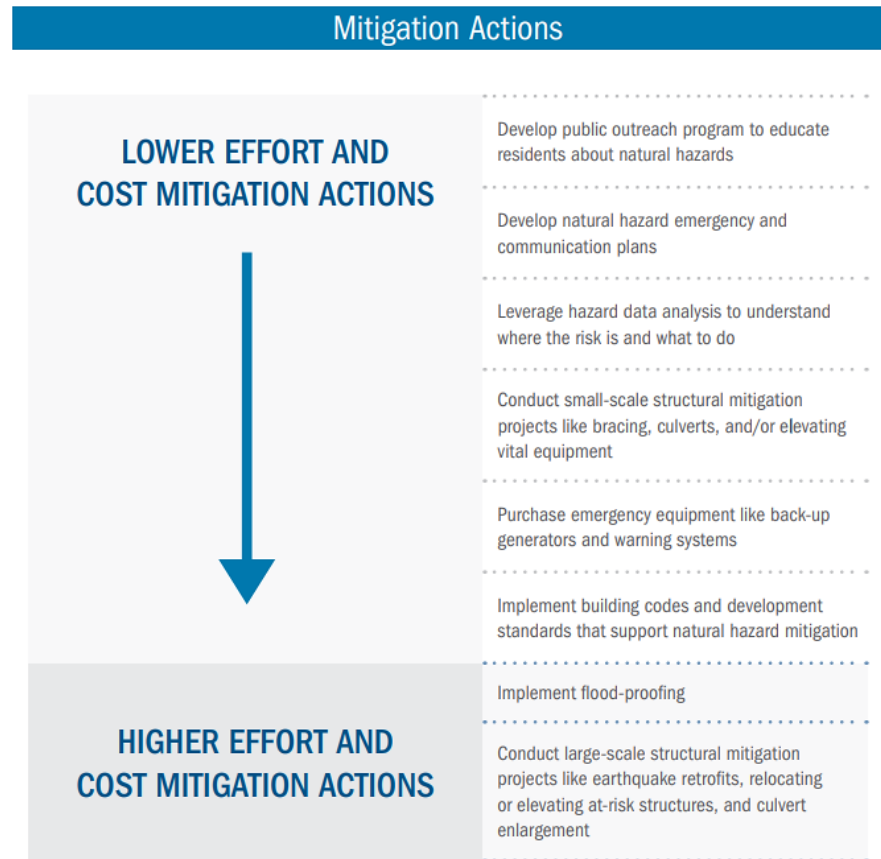 Mitigation Actions
LOWER EFFORT AND
COST MITIGATION ACTIONS
Develop public outreach program to educate
residents about natural hazards
Develop natural hazard emergency and
communication plans
Leverage hazard data analysis to understand
where the risk is and what to do
Conduct small-scale structural mitigation
projects like bracing, culverts, and/or elevating
vital equipment
Purchase emergency equipment like back-up
generators and warning systems
Implement building codes and development
standards that support natural hazard mitigation
HIGHER EFFORT AND
COST MITIGATION ACTIONS
Implement flood-proofing
Conduct large-scale structural mitigation
projects like earthquake retrofits, relocating
or elevating at-risk structures, and culvert
enlargement